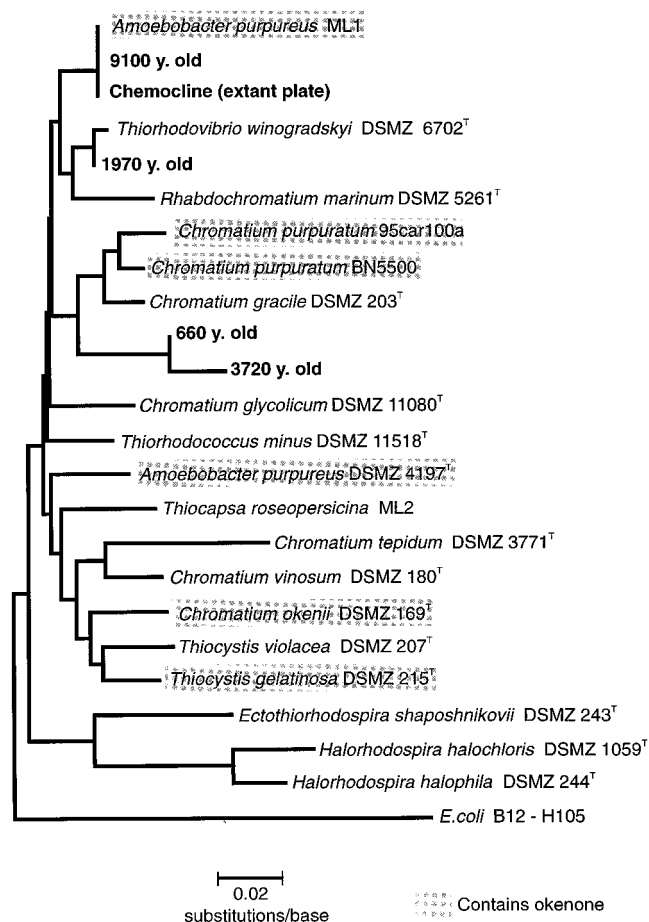 Amoebobacter purpureus ML1
9100 y. old
Chemocline (extant plate)
Thiorhodovibrio winogradskyi DSMZ 6702T
1970 y. old
Rhabdochromatium marinum DSMZ 5261T
Chromatium purpuratum 95car100a
Chromatium purpuratum BN5500
Chromatium gracile DSMZ 203T
660 y. old
3720 y. old
Chromatium glycolicum DSMZ 11080T
Thiorhodococcus minus DSMZ 11518T
Amoebobacter purpureus DSMZ 4197T
Thiocapsa roseopersicina ML2
Chromatium tepidum DSMZ 3771T
Chromatium vinosum DSMZ 180T
Chromatium okenii DSMZ 169T
Thiocystis violacea DSMZ 207T
Thiocystis gelatinosa DSMZ 215T
Ectothiorhodospira shaposhnikovii DSMZ 243T
Halorhodospira halochloris DSMZ 1059T
Halorhodospira halophila DSMZ 244T
E.coli B12 - H105
0.02
substitutions/base
Contains okenone